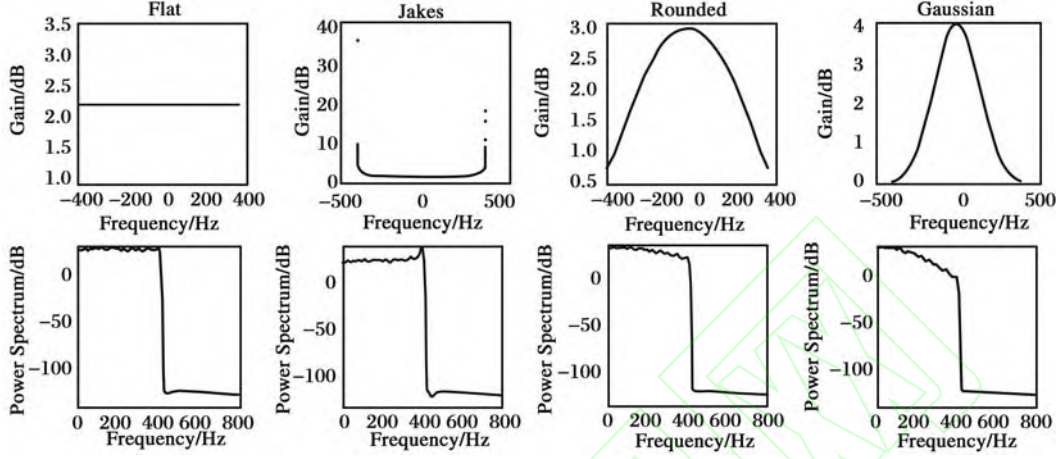 Flat
Jakes
Rounded
Gaussian
Gain/dB
3.5
3.0
2.5
2.0
1.5
1.0
−400 −200 0 200 400
Frequency/Hz
Gain/dB
40
30
20
10
0
−500 0 500
Frequency/Hz
Gain/dB
3.0
2.5
2.0
1.5
1.0
0.5
−400 −200 0 200 400
Frequency/Hz
Gain/dB
4
3
2
1
0
−500 0 500
Frequency/Hz
Power Spectrum/dB
0
−50
−100
0 200 400 600 800
Frequency/Hz
Power Spectrum/dB
0
−50
−100
0 200 400 600 800
Frequency/Hz
Power Spectrum/dB
0
−50
−100
0 200 400 600 800
Frequency/Hz
Power Spectrum/dB
0
−50
−100
0 200 400 600 800
Frequency/Hz